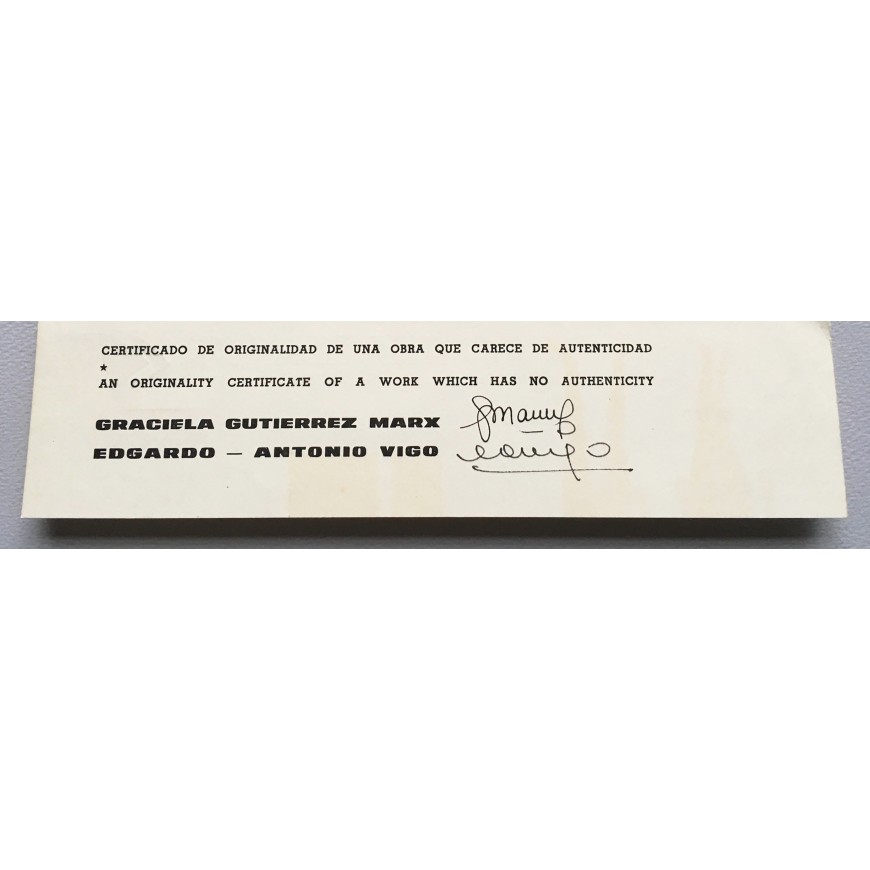 CERTIFICADO DE ORIGINALIDAD DE UNA OBRA QUE CARECE DE AUTENTICIDAD
*
AN ORIGINALITY CERTIFICATE OF A WORK WHICH HAS NO AUTHENTICITY
GRACIELA GUTIERREZ MARX
EDGARDO — ANTONIO VIGO